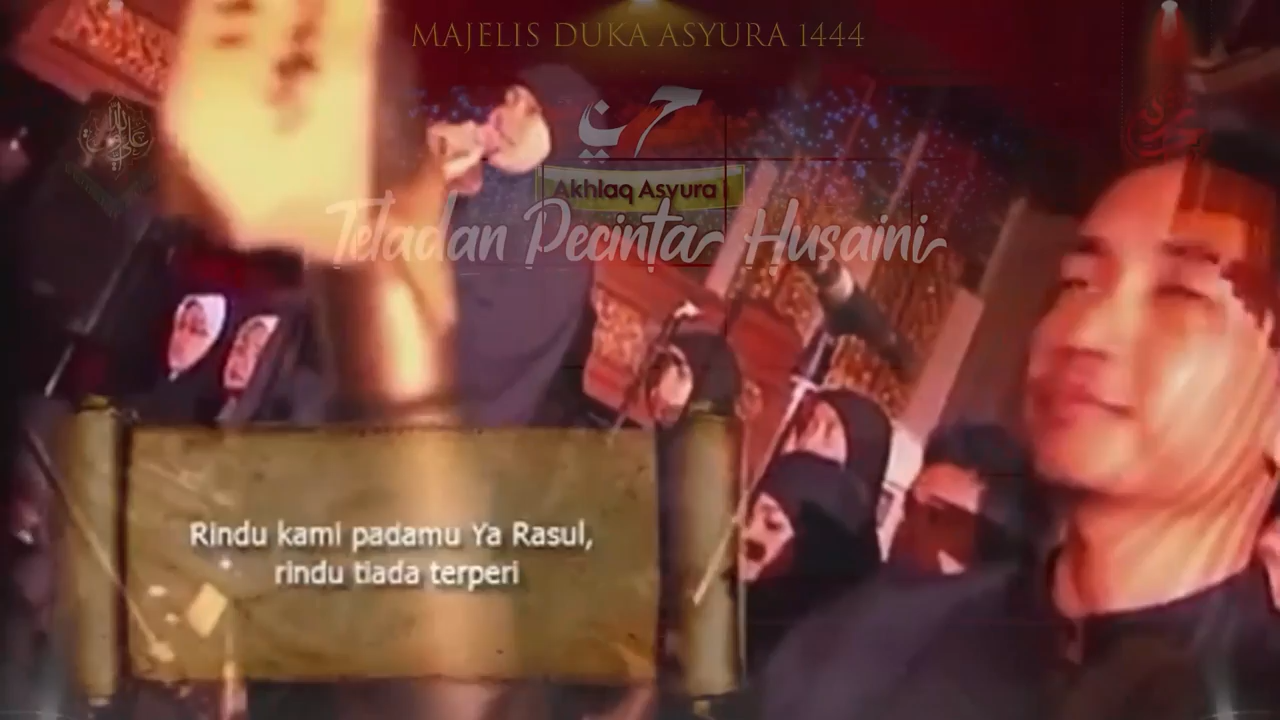 MAJELIS DUKA ASYURA 1444
Akhlaq Asyura
Teladan Pecinta Husaini
Rindu kami padamu Ya Rasul,
rindu tiada terperi